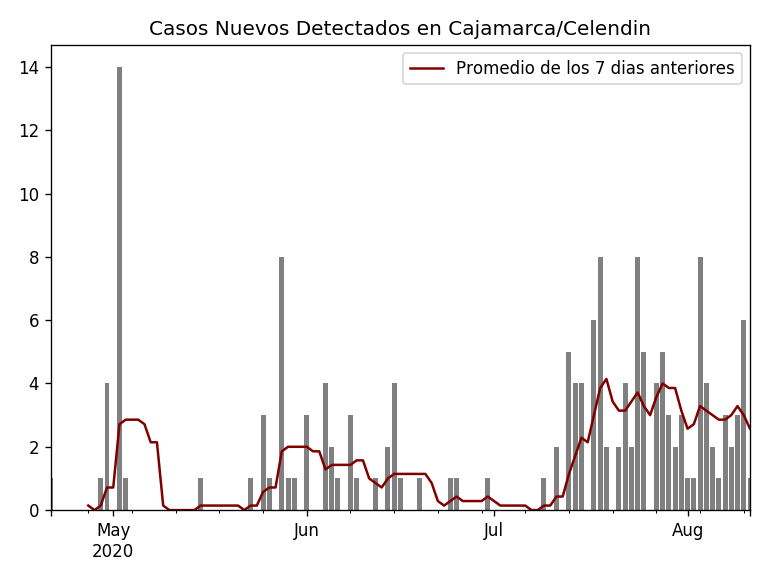 Casos Nuevos Detectados en Cajamarca/Celendin
Promedio de los 7 dias anteriores
14
12
10
8
6
4
2
0
May
2020
Jun
Jul
Aug